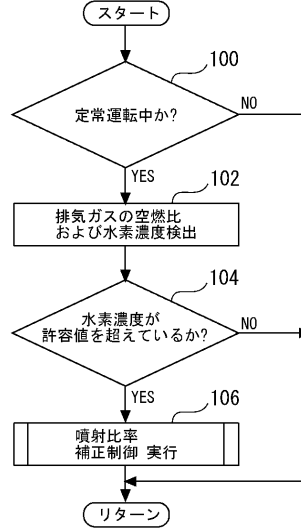 スタート
100
定常運転中か?
NO
YES
102
排気ガスの空燃比
および水素濃度検出
104
水素濃度が
許容値を超えているか?
NO
YES
106
噴射比率
補正制御 実行
リターン